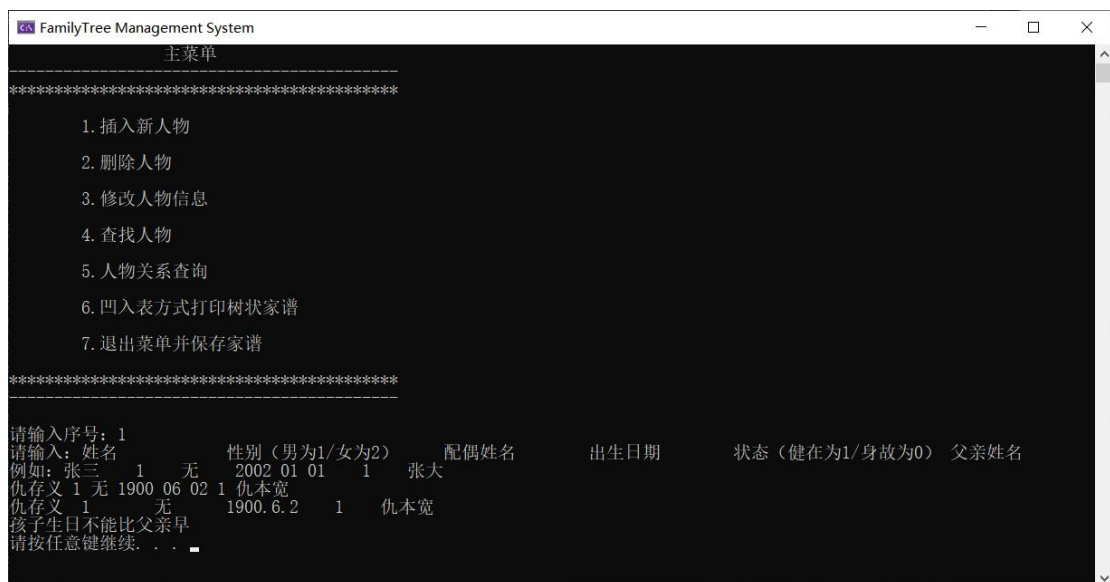 FamilyTree Management System
主菜单
-------------------------------------------
*******************************************
1.插入新人物
2.删除人物
3.修改人物信息
4.查找人物
5.人物关系查询
6.凹入表方式打印树状家谱
7.退出菜单并保存家谱
*******************************************
-------------------------------------------
请输入序号：1
请输入：姓名 性别（男为1/女为2） 配偶姓名 出生日期 状态（健在为1/身故为0） 父亲姓名
例如：张三 1 无 2002 01 01 1 张大
仇存义 1 无 1900 06 02 1 仇本宽
仇存义 1 无 1900.6.2 1 仇本宽
孩子生日不能比父亲早
请按任意键继续. . .